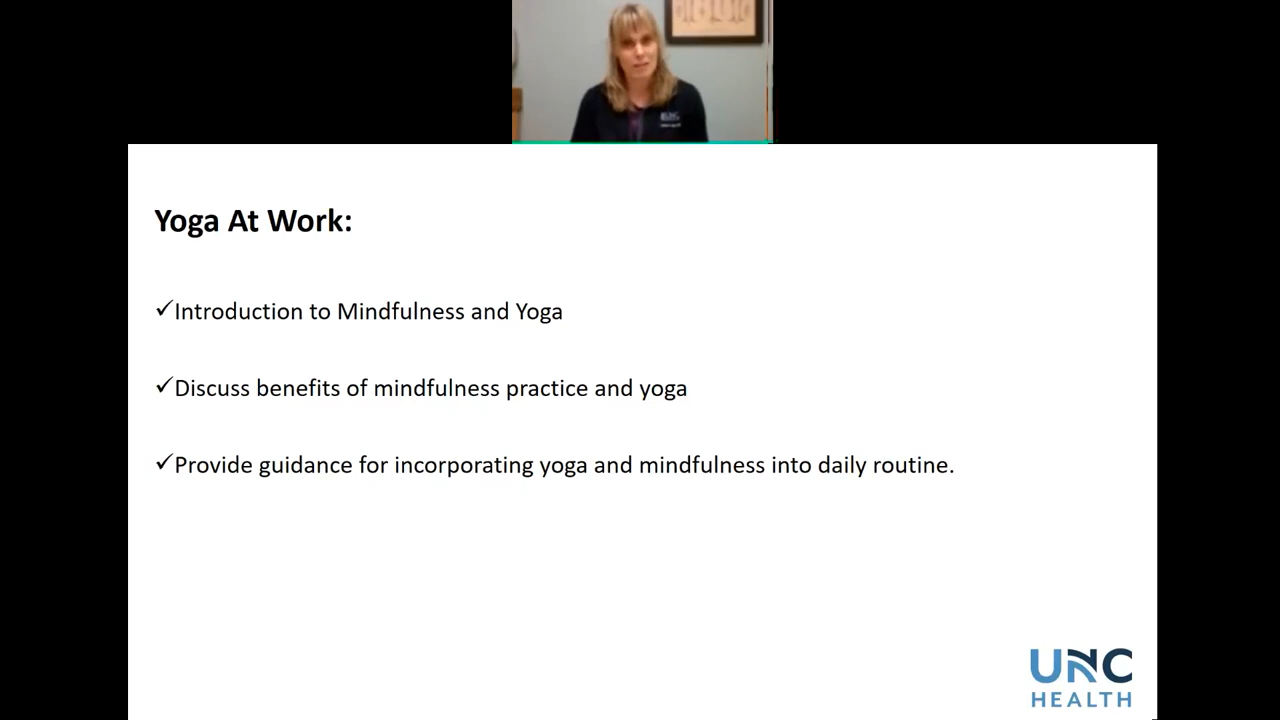 UNC
Yoga At Work:
✓Introduction to Mindfulness and Yoga
✓Discuss benefits of mindfulness practice and yoga
✓Provide guidance for incorporating yoga and mindfulness into daily routine.
UNC
HEALTH